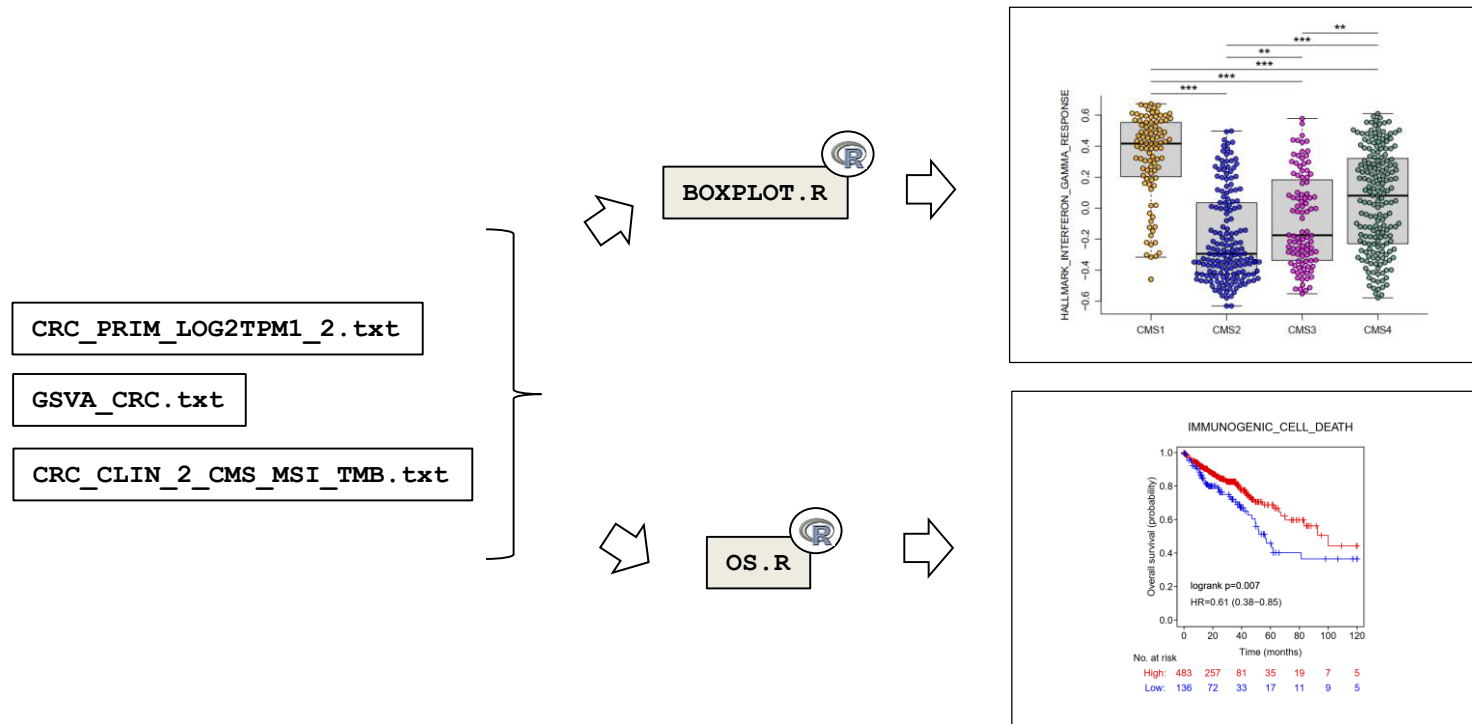 CRC_PRIM_LOG2TPM1_2.txt
GSVA_CRC.txt
CRC_CLIN_2_CMS_MSI_TMB.txt
BOXPLOT.R
R
OS.R
R
**
***
**
***
***
***
HALLMARK_INTERFERON_GAMMA_RESPONSE
0.6
0.4
0.2
0.0
−0.2
−0.4
−0.6
CMS1 CMS2 CMS3 CMS4
IMMUNOGENIC_CELL_DEATH
Overall survival (probability)
1.0
0.8
0.6
0.4
0.2
0.0
logrank p=0.007
HR=0.61 (0.38−0.85)
0 20 40 60 80 100 120
Time (months)
No. at risk
High: 483 257 81 35 19 7 5
Low: 136 72 33 17 11 9 5